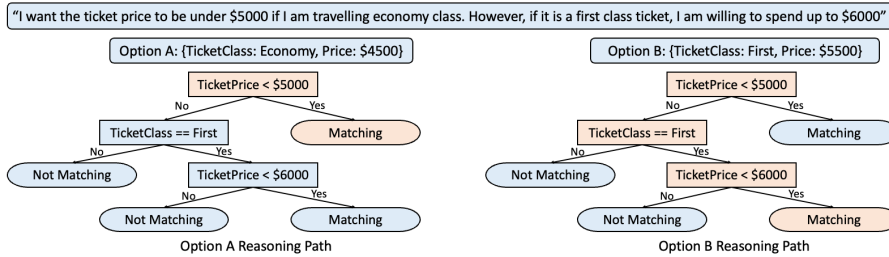 “I want the ticket price to be under $5000 if I am travelling economy class. However, if it is a first class ticket, I am willing to spend up to $6000”
Option A: {TicketClass: Economy, Price: $4500}
TicketPrice < $5000
No
Yes
TicketClass == First
Matching
No
Yes
Not Matching
TicketPrice < $6000
No
Yes
Not Matching
Matching
Option A Reasoning Path
Option B: {TicketClass: First, Price: $5500}
TicketPrice < $5000
No
Yes
TicketClass == First
Matching
No
Yes
Not Matching
TicketPrice < $6000
No
Yes
Not Matching
Matching
Option B Reasoning Path